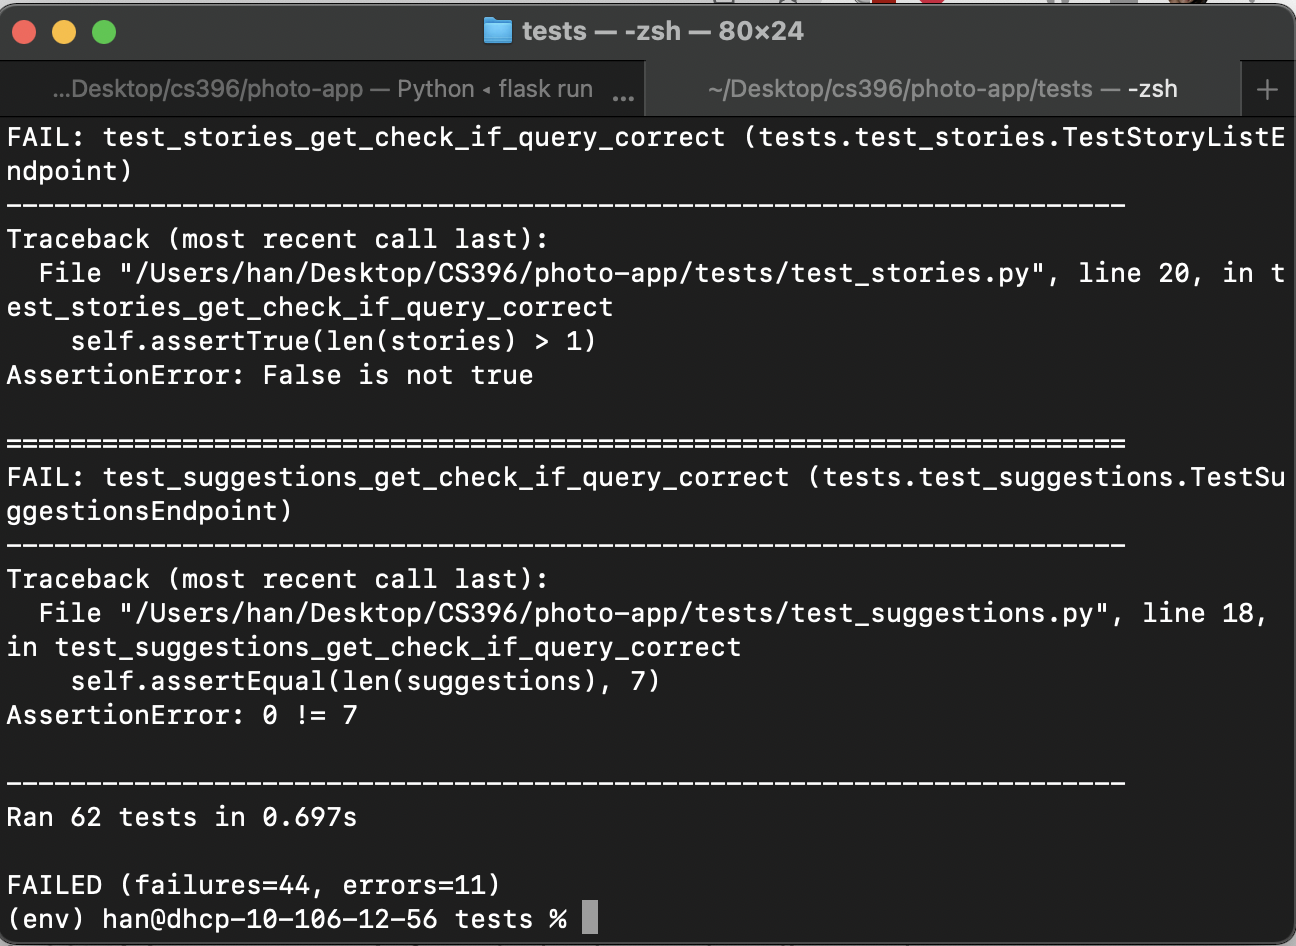 tests — -zsh — 80×24
...Desktop/cs396/photo-app — Python ◂ flask run ...
~/Desktop/cs396/photo-app/tests — -zsh +
FAIL: test_stories_get_check_if_query_correct (tests.test_stories.TestStoryListE
ndpoint)
----------------------------------------------------------------------
Traceback (most recent call last):
  File "/Users/han/Desktop/CS396/photo-app/tests/test_stories.py", line 20, in t
est_stories_get_check_if_query_correct
    self.assertTrue(len(stories) > 1)
AssertionError: False is not true
======================================================================
FAIL: test_suggestions_get_check_if_query_correct (tests.test_suggestions.TestSu
ggestionsEndpoint)
----------------------------------------------------------------------
Traceback (most recent call last):
  File "/Users/han/Desktop/CS396/photo-app/tests/test_suggestions.py", line 18,
in test_suggestions_get_check_if_query_correct
    self.assertEqual(len(suggestions), 7)
AssertionError: 0 != 7
----------------------------------------------------------------------
Ran 62 tests in 0.697s
FAILED (failures=44, errors=11)
(env) han@dhcp-10-106-12-56 tests %